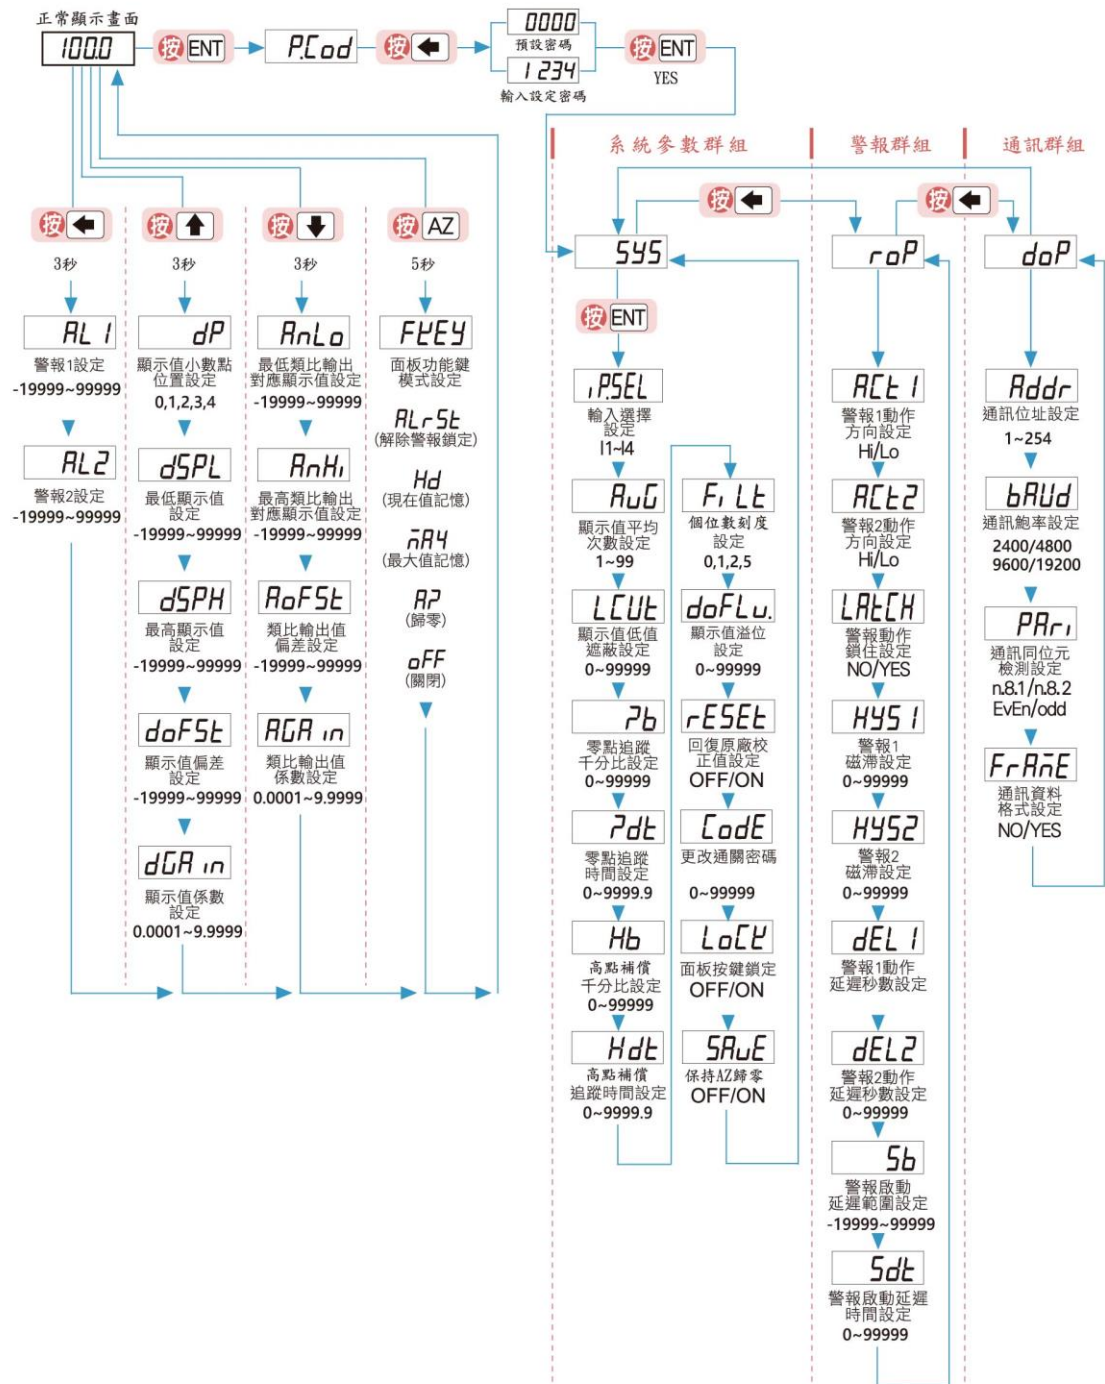 正常顯示畫面
100.0
按 ENT
P.Cod
按
0000
預設密碼
1234
輸入設定密碼
按 ENT
YES
按
3秒
AL1
警報1設定
-19999~99999
AL2
警報2設定
-19999~99999
按
3秒
dP
顯示值小數點
位置設定
0,1,2,3,4
dSPL
最低顯示值
設定
-19999~99999
dSPH
最高顯示值
設定
-19999~99999
doFSt
顯示值偏差
設定
-19999~99999
dGAin
顯示值係數
設定
0.0001~9.9999
按
3秒
AnLo
最低類比輸出
對應顯示值設定
-19999~99999
AnHi
最高類比輸出
對應顯示值設定
-19999~99999
AoFSt
類比輸出值
偏差設定
-19999~99999
AGAin
類比輸出值
係數設定
0.0001~9.9999
按 AZ
5秒
FKEY
面板功能鍵
模式設定
ALrSt
(解除警報鎖定)
Hd
(現在值記憶)
mAX
(最大值記憶)
AZ
(歸零)
oFF
(關閉)
系統參數群組
SYS
按 ENT
iP.SEL
輸入選擇
設定
I1~I4
AvG
顯示值平均
次數設定
1~99
LCUt
顯示值低值
遮蔽設定
0~99999
Zb
零點追蹤
千分比設定
0~99999
Zdt
零點追蹤
時間設定
0~9999.9
Hb
高點補償
千分比設定
0~99999
Hdt
高點補償
追蹤時間設定
0~9999.9
FiLt
個位數刻度
設定
0,1,2,5
doFLv.
顯示值溢位
設定
0~99999
rESEt
回復原廠校
正值設定
OFF/ON
CodE
更改通關密碼
0~99999
LoCK
面板按鍵鎖定
OFF/ON
SAvE
保持AZ歸零
OFF/ON
按
警報群組
roP
ACt1
警報1動作
方向設定
Hi/Lo
ACt2
警報2動作
方向設定
Hi/Lo
LAtCH
警報動作
鎖住設定
NO/YES
HYS1
警報1
磁滯設定
0~99999
HYS2
警報2
磁滯設定
0~99999
dEL1
警報1動作
延遲秒數設定
dEL2
警報2動作
延遲秒數設定
0~99999
Sb
警報啟動
延遲範圍設定
-19999~99999
Sdt
警報啟動延遲
時間設定
0~99999
按
通訊群組
doP
Addr
通訊位址設定
1~254
bAUd
通訊鮑率設定
2400/4800
9600/19200
PAri
通訊同位元
檢測設定
n.8.1/n.8.2
EvEn/odd
FrAmE
通訊資料
格式設定
NO/YES